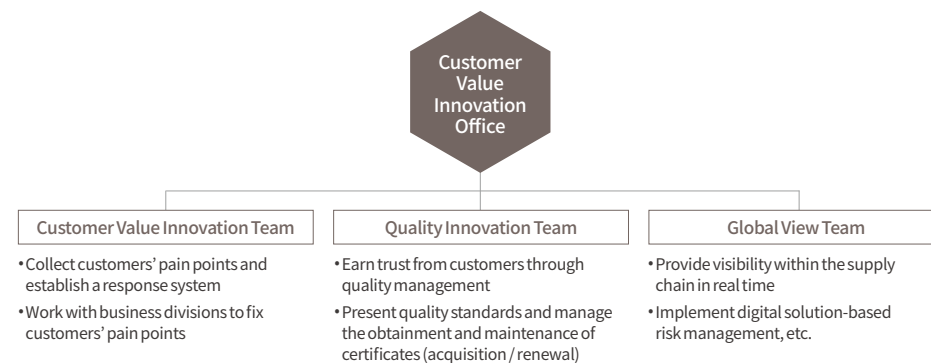 Customer
Value
Innovation
Office
Customer Value Innovation Team
•Collect customers’ pain points and
establish a response system
•Work with business divisions to fix
customers’ pain points
Quality Innovation Team
•Earn trust from customers through
quality management
•Present quality standards and manage
the obtainment and maintenance of
certificates (acquisition / renewal)
Global View Team
•Provide visibility within the supply
chain in real time
•Implement digital solution-based
risk management, etc.